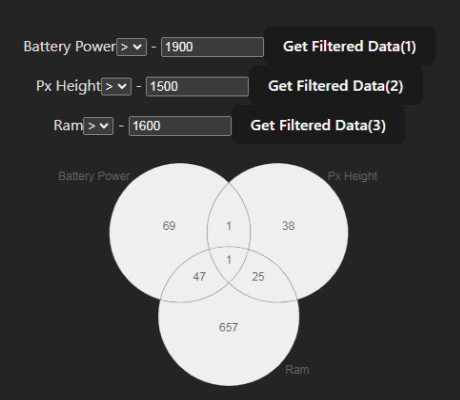 Battery Power > - 1900 Get Filtered Data(1)
Px Height > - 1500 Get Filtered Data(2)
Ram > - 1600 Get Filtered Data(3)
Battery Power Px Height
69 1 38
1
47 25
657
Ram